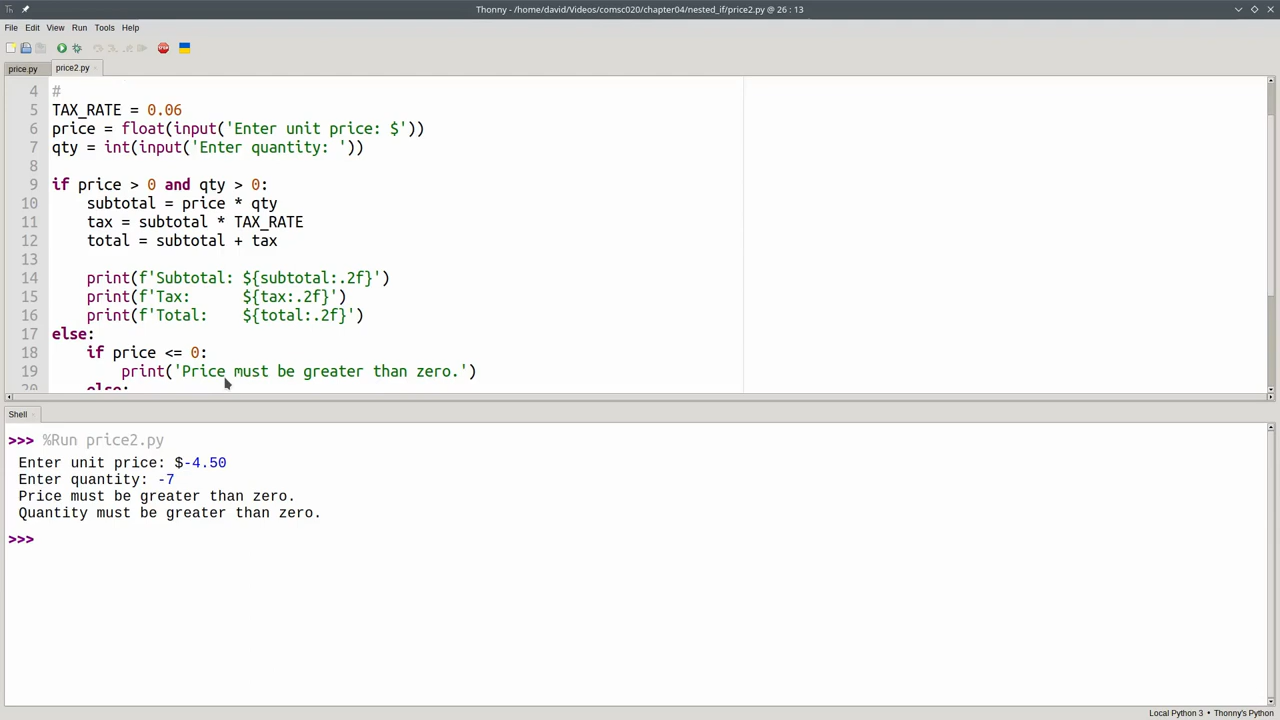 Thonny - /home/david/Videos/comsc020/chapter04/nested_if/price2.py @ 26 : 13
File Edit View Run Tools Help
price.py price2.py
4 #
5 TAX_RATE = 0.06
6 price = float(input('Enter unit price: $'))
7 qty = int(input('Enter quantity: '))
8
9 if price > 0 and qty > 0:
10 subtotal = price * qty
11 tax = subtotal * TAX_RATE
12 total = subtotal + tax
13
14 print(f'Subtotal: ${subtotal:.2f}')
15 print(f'Tax:      ${tax:.2f}')
16 print(f'Total:    ${total:.2f}')
17 else:
18 if price <= 0:
19 print('Price must be greater than zero.')
20 else:
Shell
>>> %Run price2.py
Enter unit price: $-4.50
Enter quantity: -7
Price must be greater than zero.
Quantity must be greater than zero.
>>>
Local Python 3 • Thonny's Python